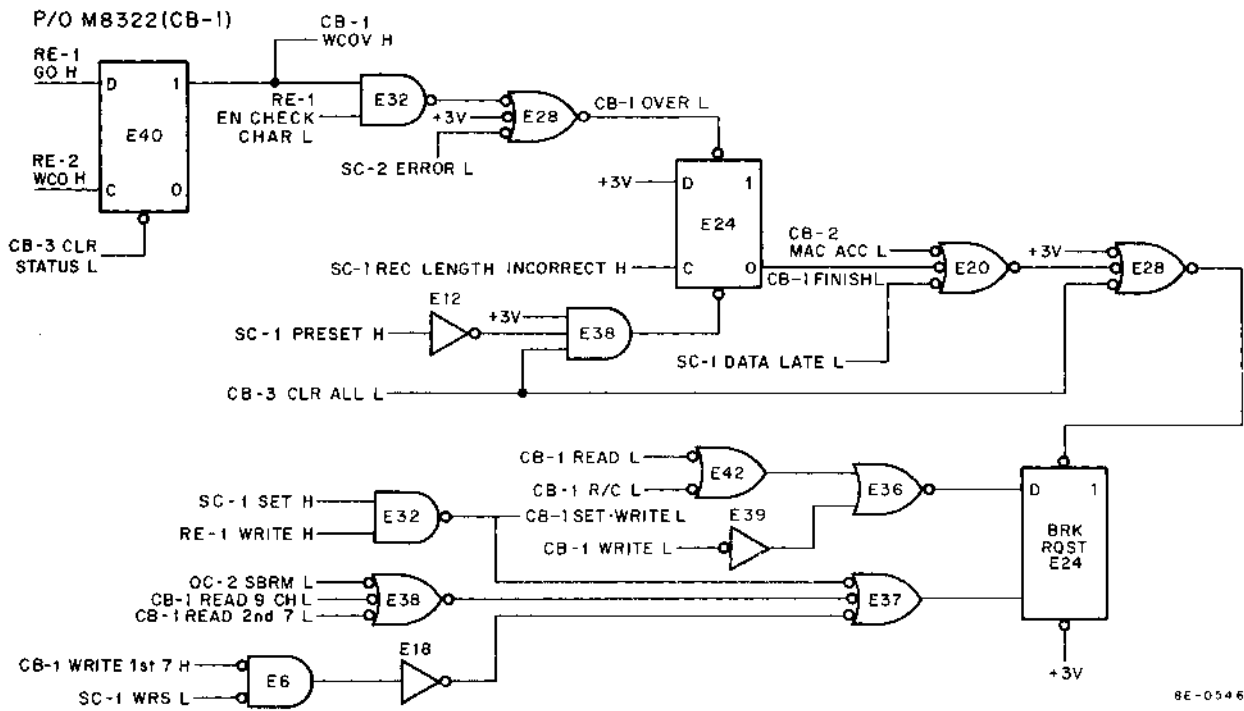 P/O M8322(CB-1)
CB-1
WCOV H
RE-1
GO H
D
1
E40
RE-2
WCO H
C
0
CB-3 CLR
STATUS L
RE-1
EN CHECK
CHAR L
E32
+3V
E28
SC-2 ERROR L
CB-1 OVER L
+3V
D
1
E24
SC-1 REC LENGTH INCORRECT H
C
0
CB-2
MAC ACC L
CB-1 FINISH L
E20
+3V
E28
E12
SC-1 PRESET H
+3V
E38
SC-1 DATA LATE L
CB-3 CLR ALL L
CB-1 READ L
E42
CB-1 R/C L
E36
D
1
SC-1 SET H
E32
RE-1 WRITE H
CB-1 SET·WRITE L
E39
CB-1 WRITE L
BRK
RQST
E24
OC-2 SBRM L
CB-1 READ 9 CH L
E38
CB-1 READ 2nd 7 L
E37
E18
CB-1 WRITE 1st 7 H
E6
SC-1 WRS L
+3V
8E-0546